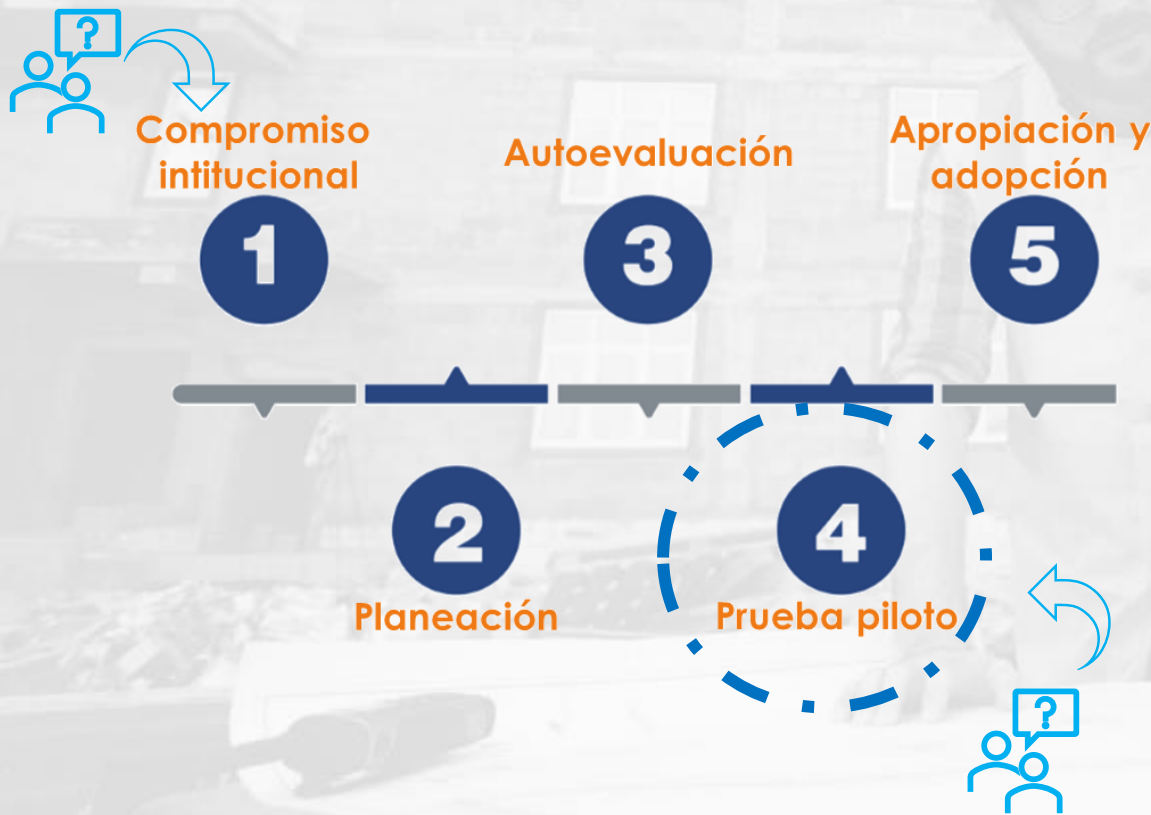 ?
Compromiso
intitucional
1
Autoevaluación
3
Apropiación y
adopción
5
2
Planeación
4
Prueba piloto
?